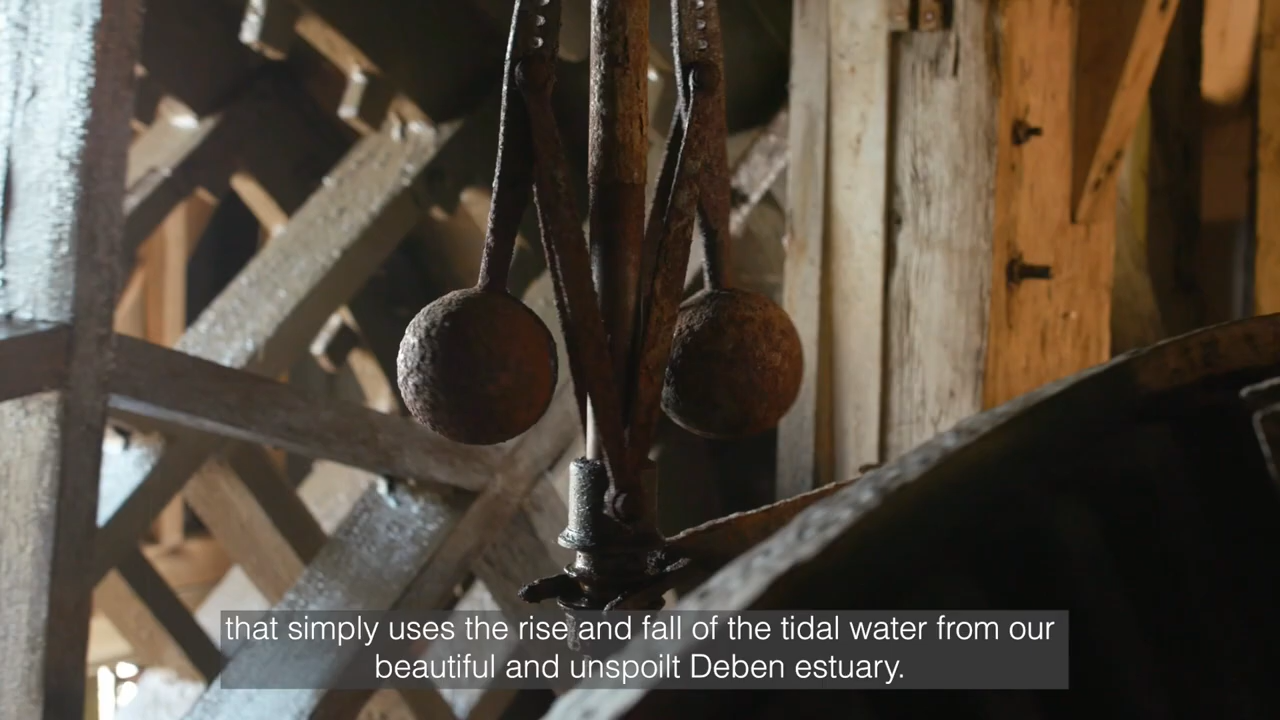 that simply uses the rise and fall of the tidal water from our
beautiful and unspoilt Deben estuary.